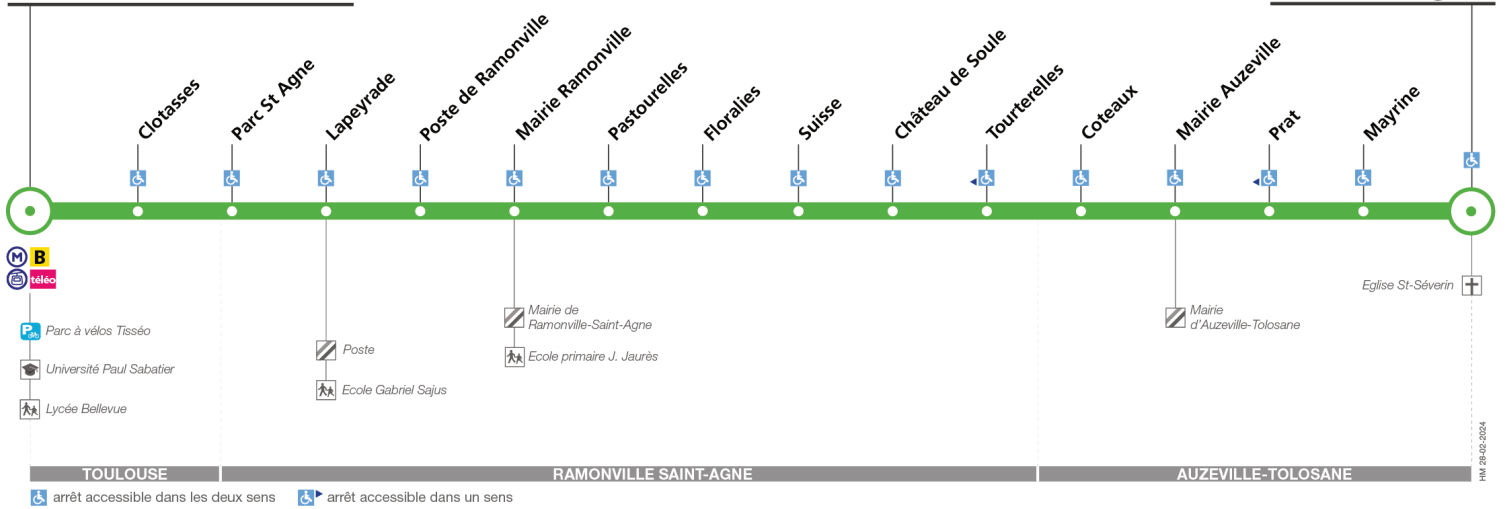 Clotasses
Parc St Agne
Lapeyrade
Poste de Ramonville
Mairie Ramonville
Pastourelles
Floralies
Suisse
Château de Soule
Tourterelles
Coteaux
Mairie Auzeville
Prat
Mayrine
M B
téléo
Parc à vélos Tisséo
Université Paul Sabatier
Lycée Bellevue
Poste
Ecole Gabriel Sajus
Mairie de
Ramonville-Saint-Agne
Ecole primaire J. Jaurès
Mairie
d'Auzeville-Tolosane
Eglise St-Séverin
TOULOUSE
RAMONVILLE SAINT-AGNE
AUZEVILLE-TOLOSANE
HM 28-02-2024
arrêt accessible dans les deux sens
arrêt accessible dans un sens